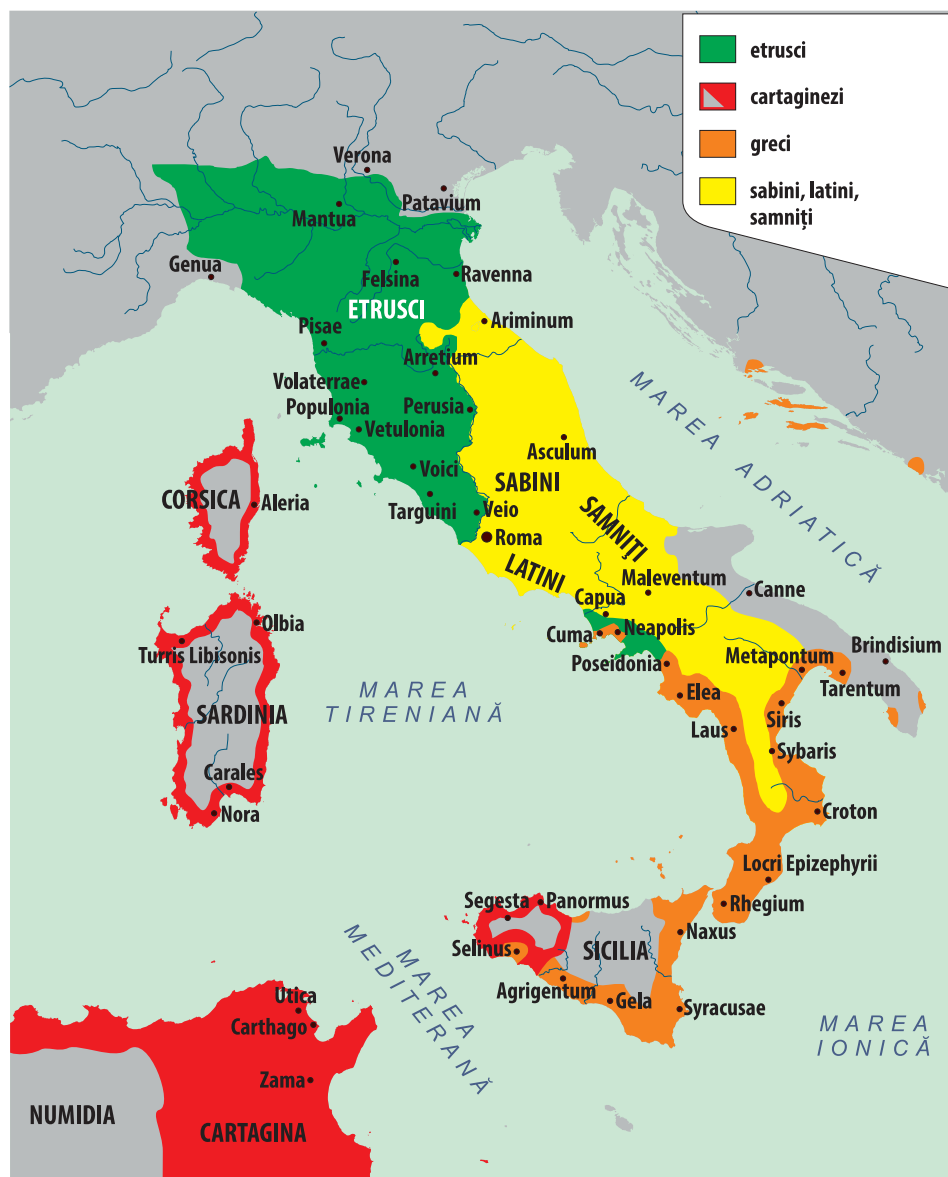 etrusci
cartaginezi
greci
sabini, latini,
samniți
Verona
Patavium
Mantua
Genua
Felsina
Ravenna
ETRUSCI
Ariminum
Pisae
Arretium
Volaterrae
Populonia
Perusia
Vetulonia
MAREA ADRIATICĂ
Asculum
Voici
SABINI
CORSICA
Aleria
Targuini
Veio
SAMNIȚI
Roma
LATINI
Maleventum
Canne
Capua
Olbia
Cuma
Neapolis
Brindisium
Turris Libisonis
Poseidonia
Metapontum
Tarentum
MAREA
TIRENIANĂ
Elea
SARDINIA
Siris
Laus
Sybaris
Carales
Nora
Croton
Locri Epizephyrii
Segesta
Panormus
Rhegium
Naxus
Selinus
SICILIA
MAREA
MEDITERANĂ
Agrigentum
Gela
Syracusae
Utica
Carthago
MAREA
IONICĂ
Zama
NUMIDIA
CARTAGINA